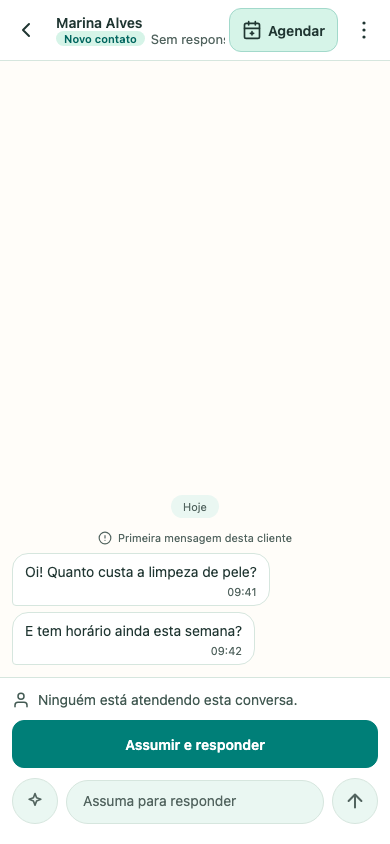 Marina Alves
Agendar
Novo contato Sem
Hoje
Primeira mensagem desta cliente
Oi! Quanto custa a limpeza de pele?
09:41
E tem horário ainda esta semana?
09:42
Ninguém está atendendo esta conversa.
Assumir e responder
Assuma para responder